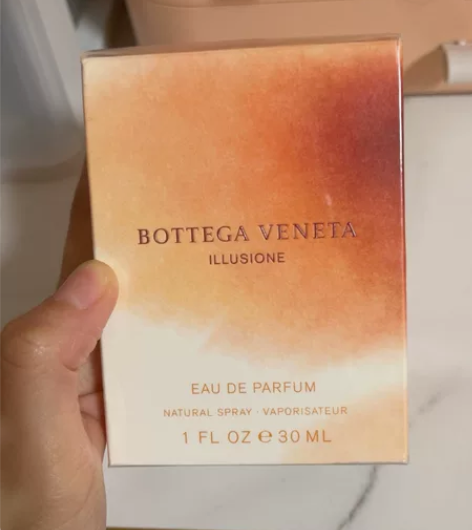 BOTTEGA VENETA
ILLUSIONE
EAU DE PARFUM
NATURAL SPRAY · VAPORISATEUR
1 FL OZ ℮ 30 ML